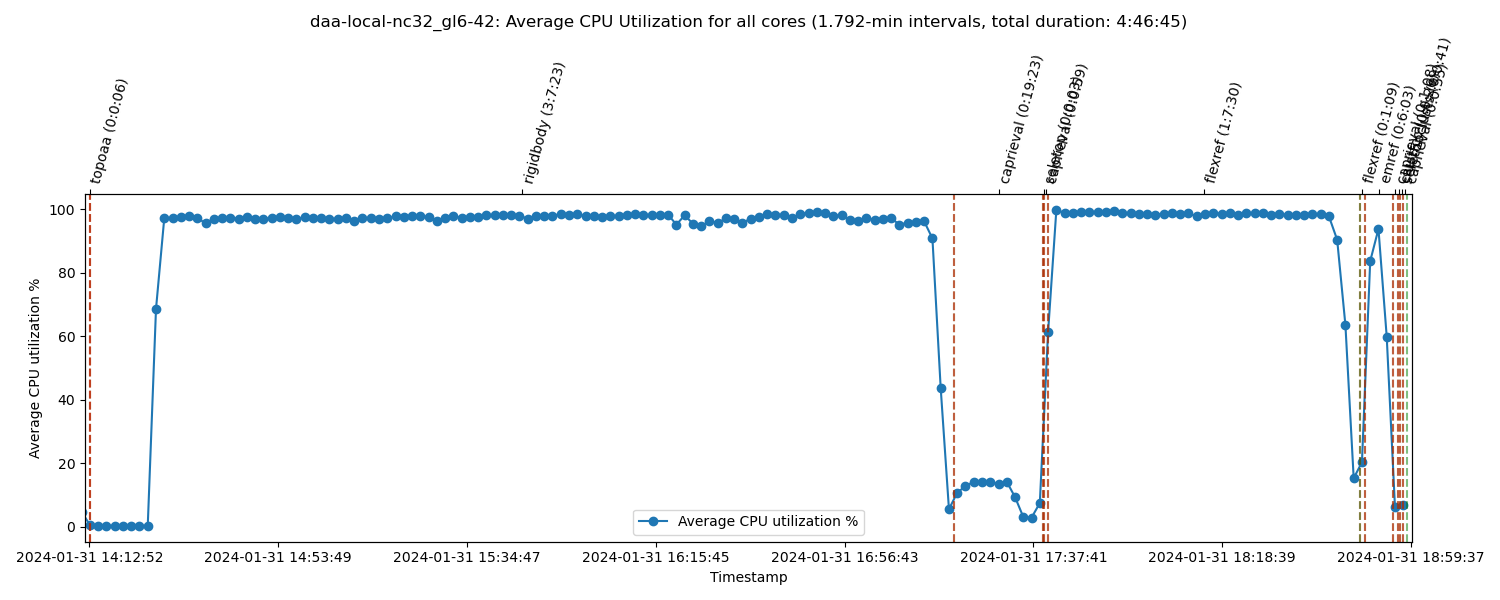 daa-local-nc32_gl6-42: Average CPU Utilization for all cores (1.792-min intervals, total duration: 4:46:45)
topoaa (0:0:06)
rigidbody (3:7:23)
caprieval (0:19:23)
caprieval (0:0:59)
flexref (1:7:30)
flexref (0:1:09)
emref (0:6:03)
Average CPU utilization %
100
80
60
40
20
0
Average CPU utilization %
2024-01-31 14:12:52
2024-01-31 14:53:49
2024-01-31 15:34:47
2024-01-31 16:15:45
2024-01-31 16:56:43
2024-01-31 17:37:41
2024-01-31 18:18:39
2024-01-31 18:59:37
Timestamp